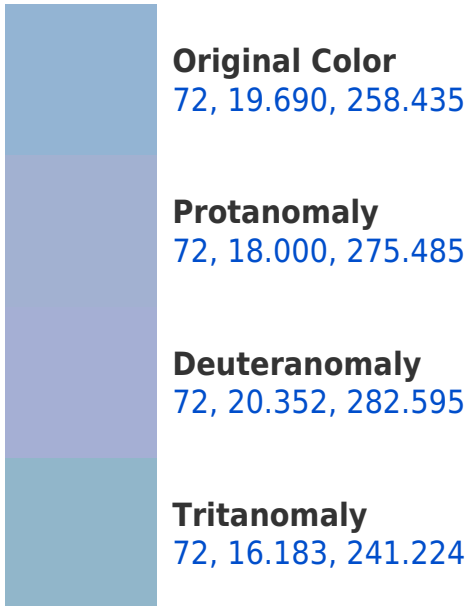 Original Color
72, 19.690, 258.435
Protanomaly
72, 18.000, 275.485
Deuteranomaly
72, 20.352, 282.595
Tritanomaly
72, 16.183, 241.224